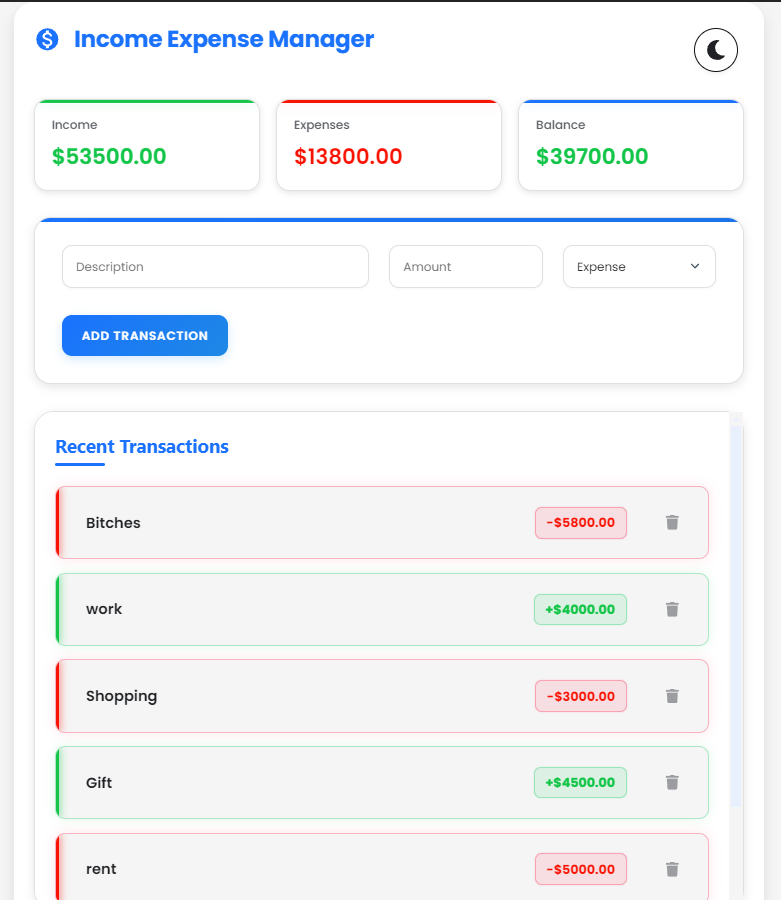 Income Expense Manager
Income
Expenses
Balance
$53500.00
$13800.00
$39700.00
Description
Amount
Expense
ADD TRANSACTION
Recent Transactions
Bitches
-$5800.00
work
+$4000.00
Shopping
-$3000.00
Gift
+$4500.00
rent
-$5000.00